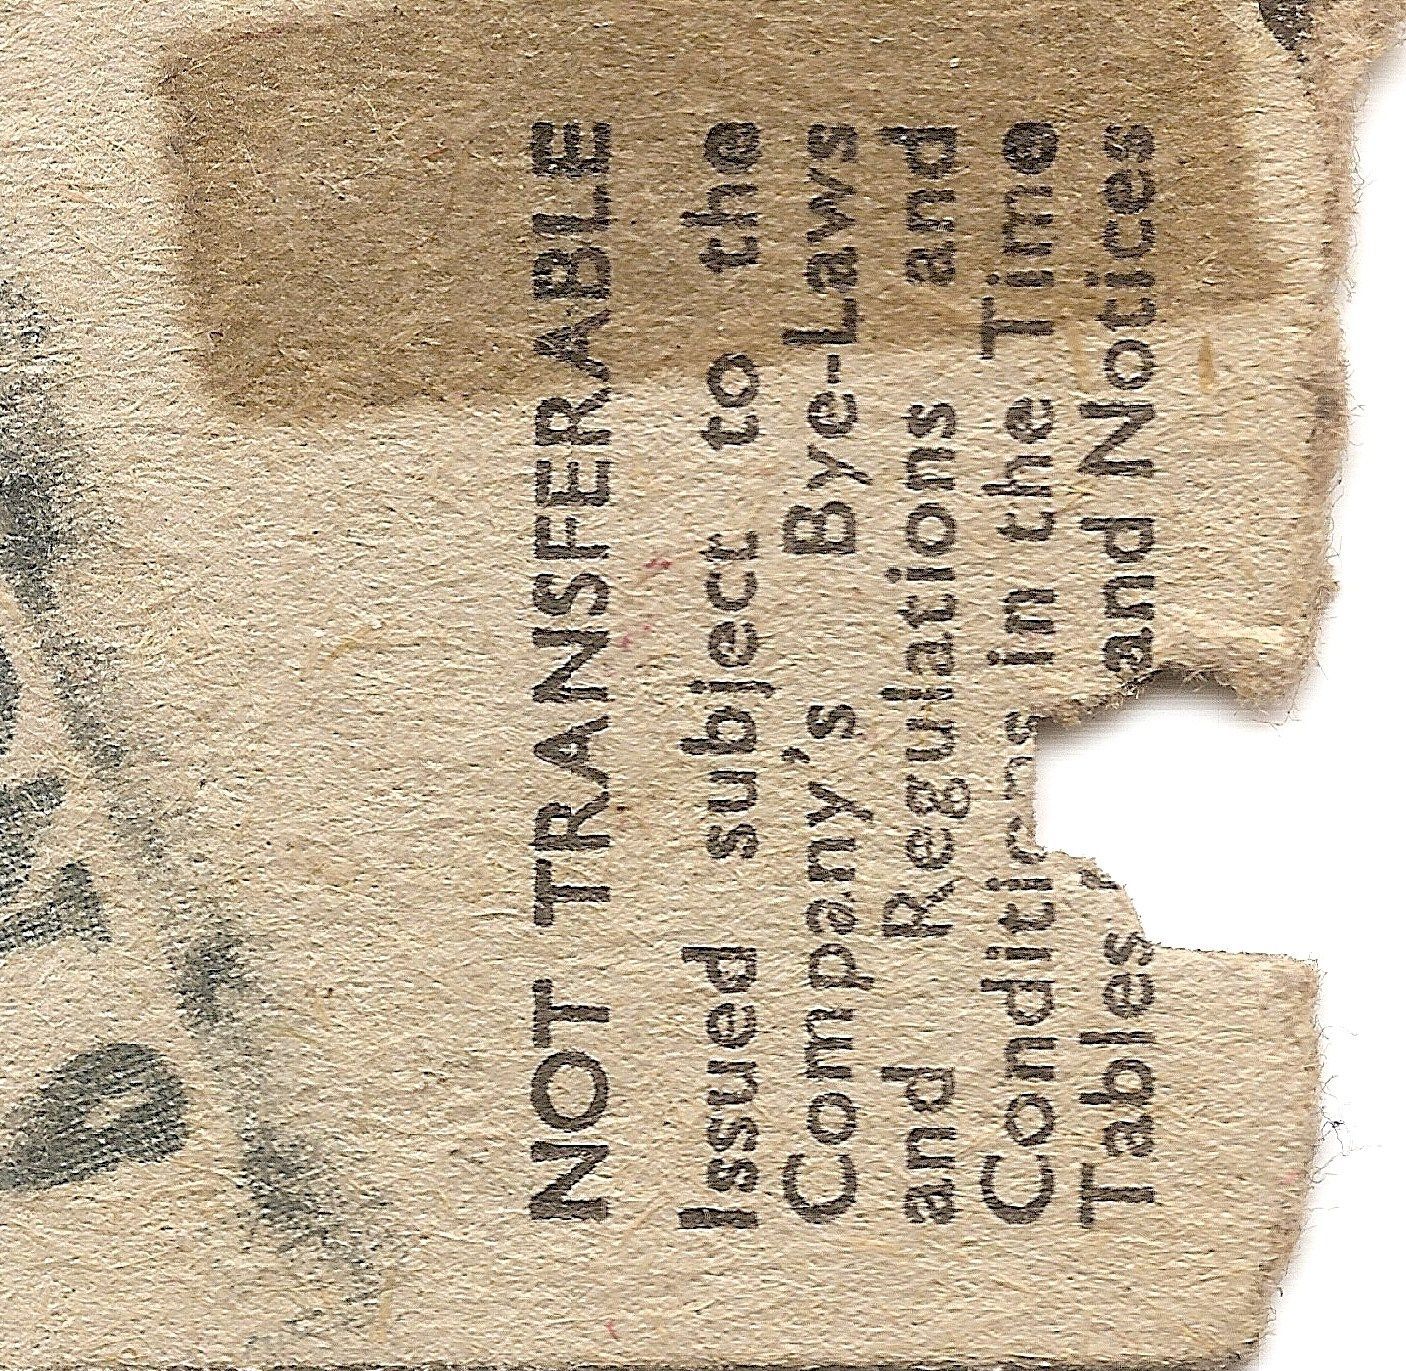 NOT TRANSFERABLE
Issued subject to the
Company's Bye-Laws
and Regulations and
Conditions in the Time
Tables and Notices